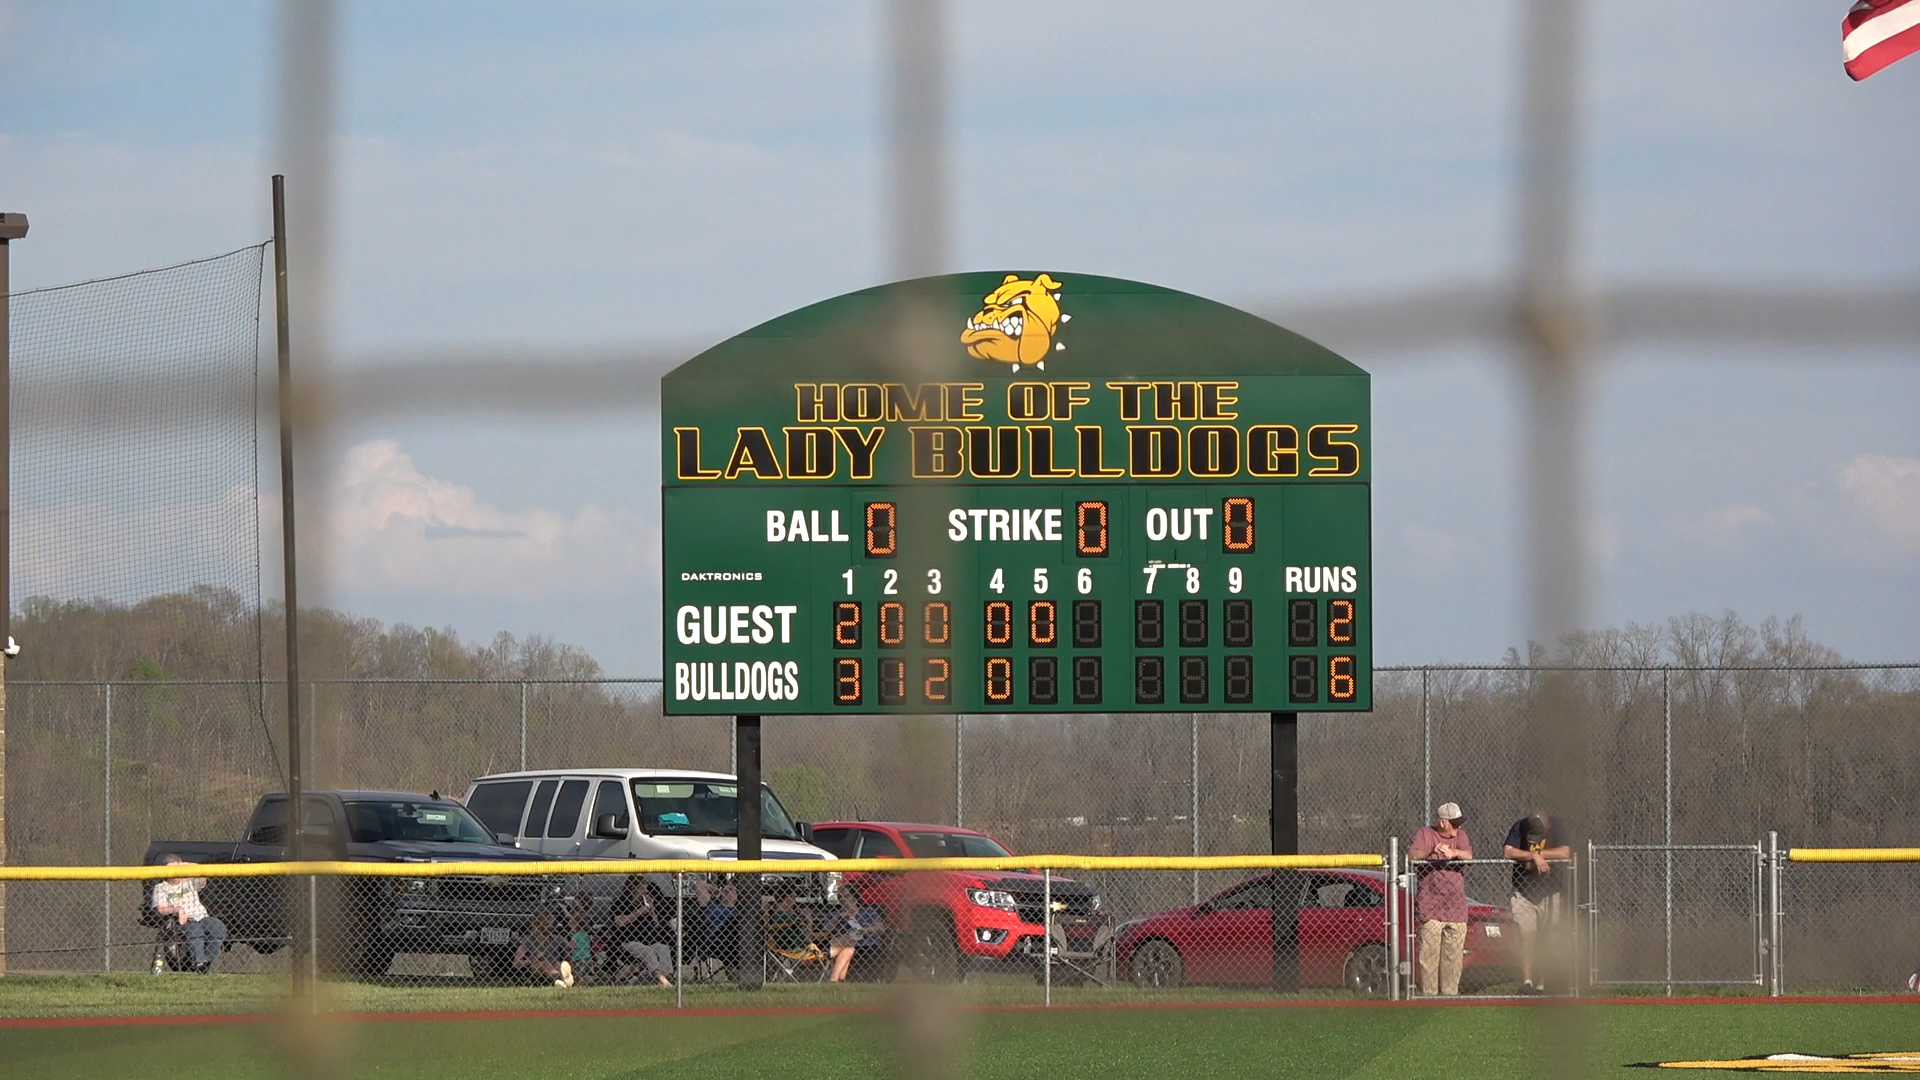 HOME OF THE
LADY BULLDOGS
BALL 0 STRIKE 0 OUT 0
DAKTRONICS 1 2 3 4 5 6 7 8 9 RUNS
GUEST 2 0 0 0 0 2
BULLDOGS 3 1 2 0 6